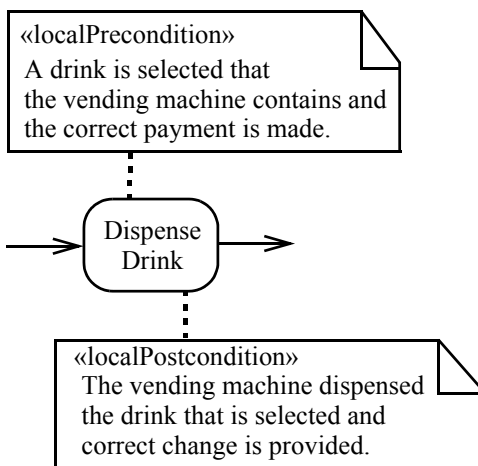 «localPrecondition»
A drink is selected that
the vending machine contains and
the correct payment is made.
Dispense
Drink
«localPostcondition»
The vending machine dispensed
the drink that is selected and
correct change is provided.